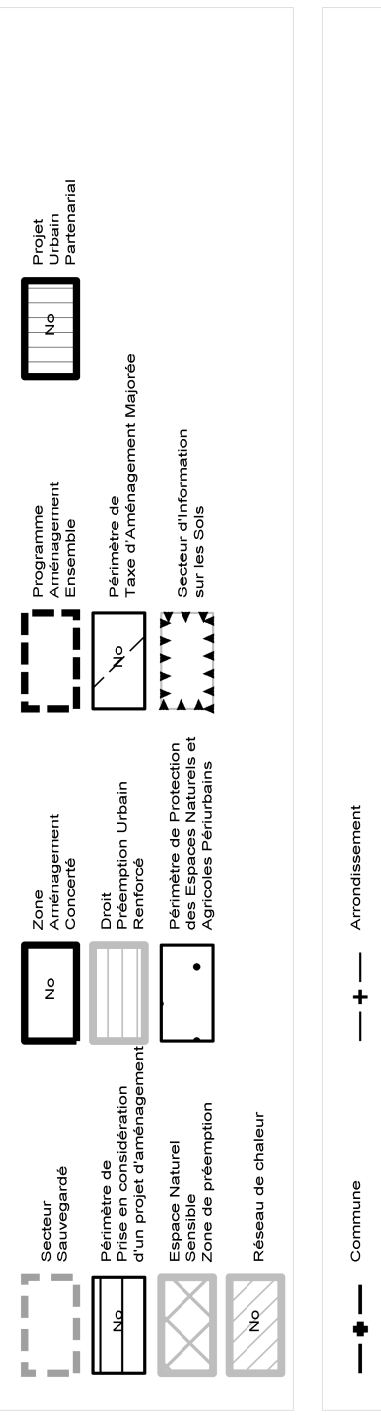 Secteur
Sauvegardé
No
Zone
Aménagement
Concerté
Programme
Aménagement
Ensemble
No
Projet
Urbain
Partenarial
No
Périmètre de
Prise en considération
d'un projet d'aménagement
Droit
Préemption Urbain
Renforcé
No
Périmètre de
Taxe d'Aménagement Majorée
Espace Naturel
Sensible
Zone de préemption
Périmètre de Protection
des Espaces Naturels et
Agricoles Périurbains
Secteur d'Information
sur les Sols
No
Réseau de chaleur
Commune
Arrondissement